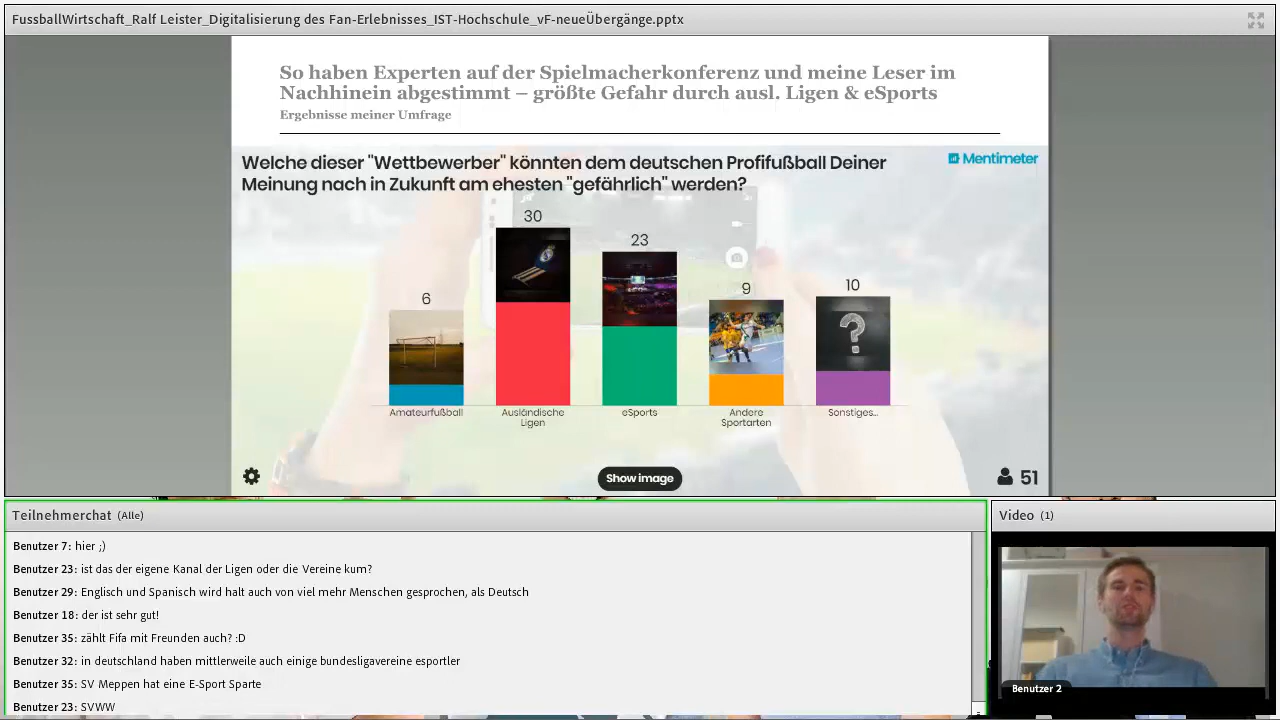 FussballWirtschaft_Ralf Leister_Digitalisierung des Fan-Erlebnisses_IST-Hochschule_vF-neueÜbergänge.pptx
So haben Experten auf der Spielmacherkonferenz und meine Leser im
Nachhinein abgestimmt – größte Gefahr durch ausl. Ligen & eSports
Ergebnisse meiner Umfrage
Welche dieser "Wettbewerber" könnten dem deutschen Profifußball Deiner
Meinung nach in Zukunft am ehesten "gefährlich" werden?
Mentimeter
6
30
23
9
10
Amateurfußball
Ausländische
Ligen
eSports
Andere
Sportarten
Sonstiges...
Show image
51
Teilnehmerchat (Alle)
Benutzer 7: hier ;)
Benutzer 23: ist das der eigene Kanal der Ligen oder die Vereine kum?
Benutzer 29: Englisch und Spanisch wird halt auch von viel mehr Menschen gesprochen, als Deutsch
Benutzer 18: der ist sehr gut!
Benutzer 35: zählt Fifa mit Freunden auch? :D
Benutzer 32: in deutschland haben mittlerweile auch einige bundesligavereine esportler
Benutzer 35: SV Meppen hat eine E-Sport Sparte
Benutzer 23: SVWW
Video (1)
Benutzer 2